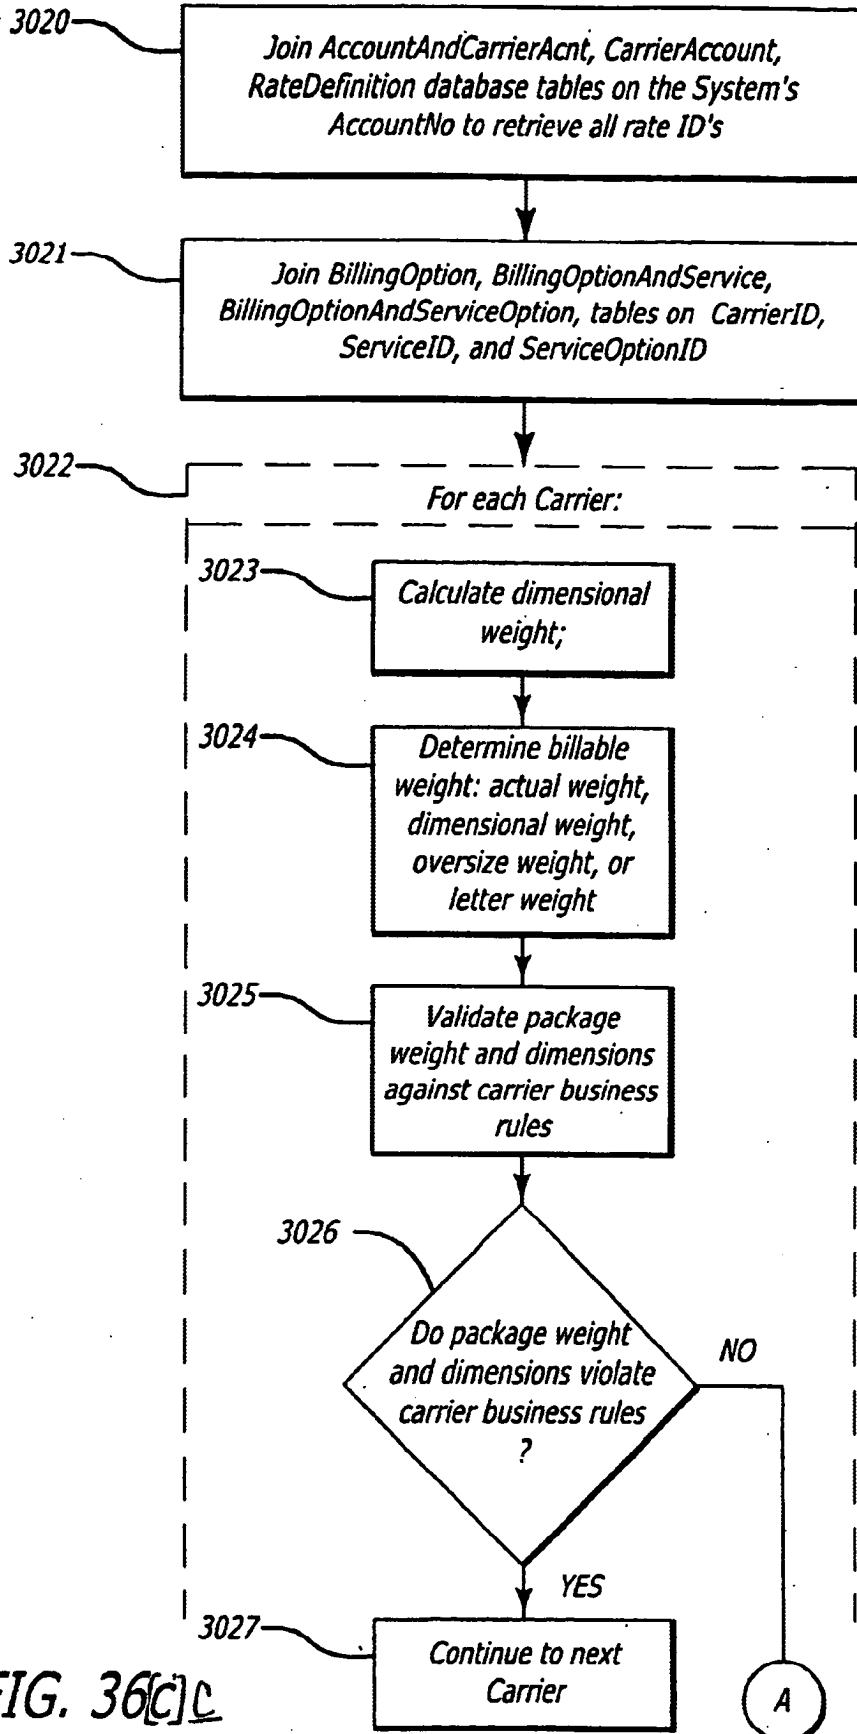 3020
Join AccountAndCarrierAcnt, CarrierAccount,
RateDefinition database tables on the System's
AccountNo to retrieve all rate ID's
3021
Join BillingOption, BillingOptionAndService,
BillingOptionAndServiceOption, tables on CarrierID,
ServiceID, and ServiceOptionID
3022
For each Carrier:
3023
Calculate dimensional
weight;
3024
Determine billable
weight: actual weight,
dimensional weight,
oversize weight, or
letter weight
3025
Validate package
weight and dimensions
against carrier business
rules
3026
Do package weight
and dimensions violate
carrier business rules
?
NO
YES
3027
Continue to next
Carrier
A
FIG. 36[c]c